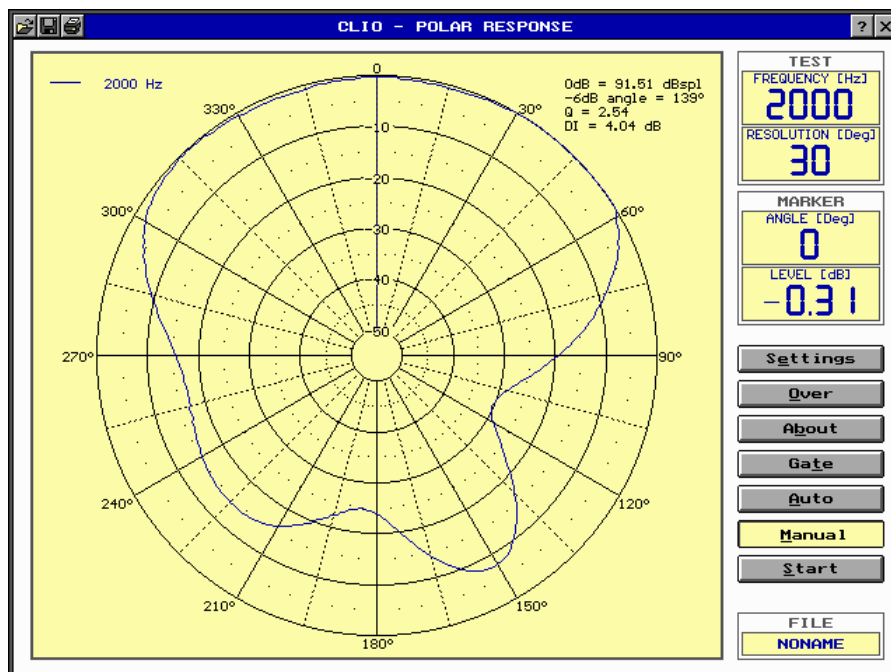 CLIO - POLAR RESPONSE
? X
2000 Hz
0dB = 91.51 dBspl
-6dB angle = 139°
Q = 2.54
DI = 4.04 dB
0
330°
30°
-10
-20
300°
60°
-30
-40
-50
270°
90°
240°
120°
210°
150°
180°
TEST
FREQUENCY [Hz]
2000
RESOLUTION [Deg]
30
MARKER
ANGLE [Deg]
0
LEVEL [dB]
-0.31
Settings
Over
About
Gate
Auto
Manual
Start
FILE
NONAME